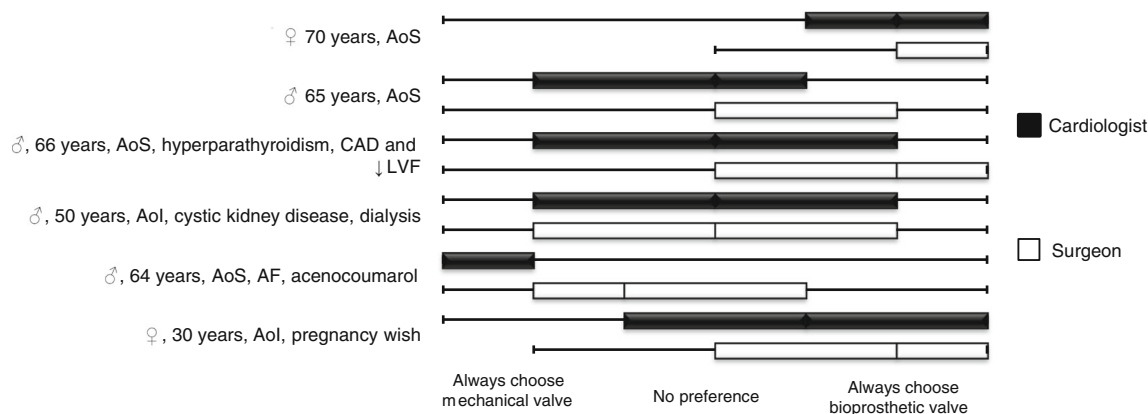 ♀ 70 years, AoS
♂ 65 years, AoS
♂, 66 years, AoS, hyperparathyroidism, CAD and
↓LVF
♂, 50 years, AoI, cystic kidney disease, dialysis
♂, 64 years, AoS, AF, acenocoumarol
♀, 30 years, AoI, pregnancy wish
Cardiologist
Surgeon
Always choose
mechanical valve
No preference
Always choose
bioprosthetic valve